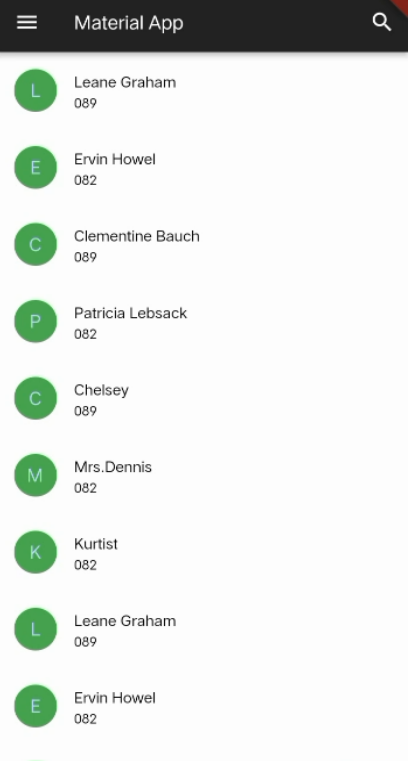 Material App
L
Leane Graham
089
E
Ervin Howel
082
C
Clementine Bauch
089
P
Patricia Lebsack
082
C
Chelsey
089
M
Mrs.Dennis
082
K
Kurtist
082
L
Leane Graham
089
E
Ervin Howel
082